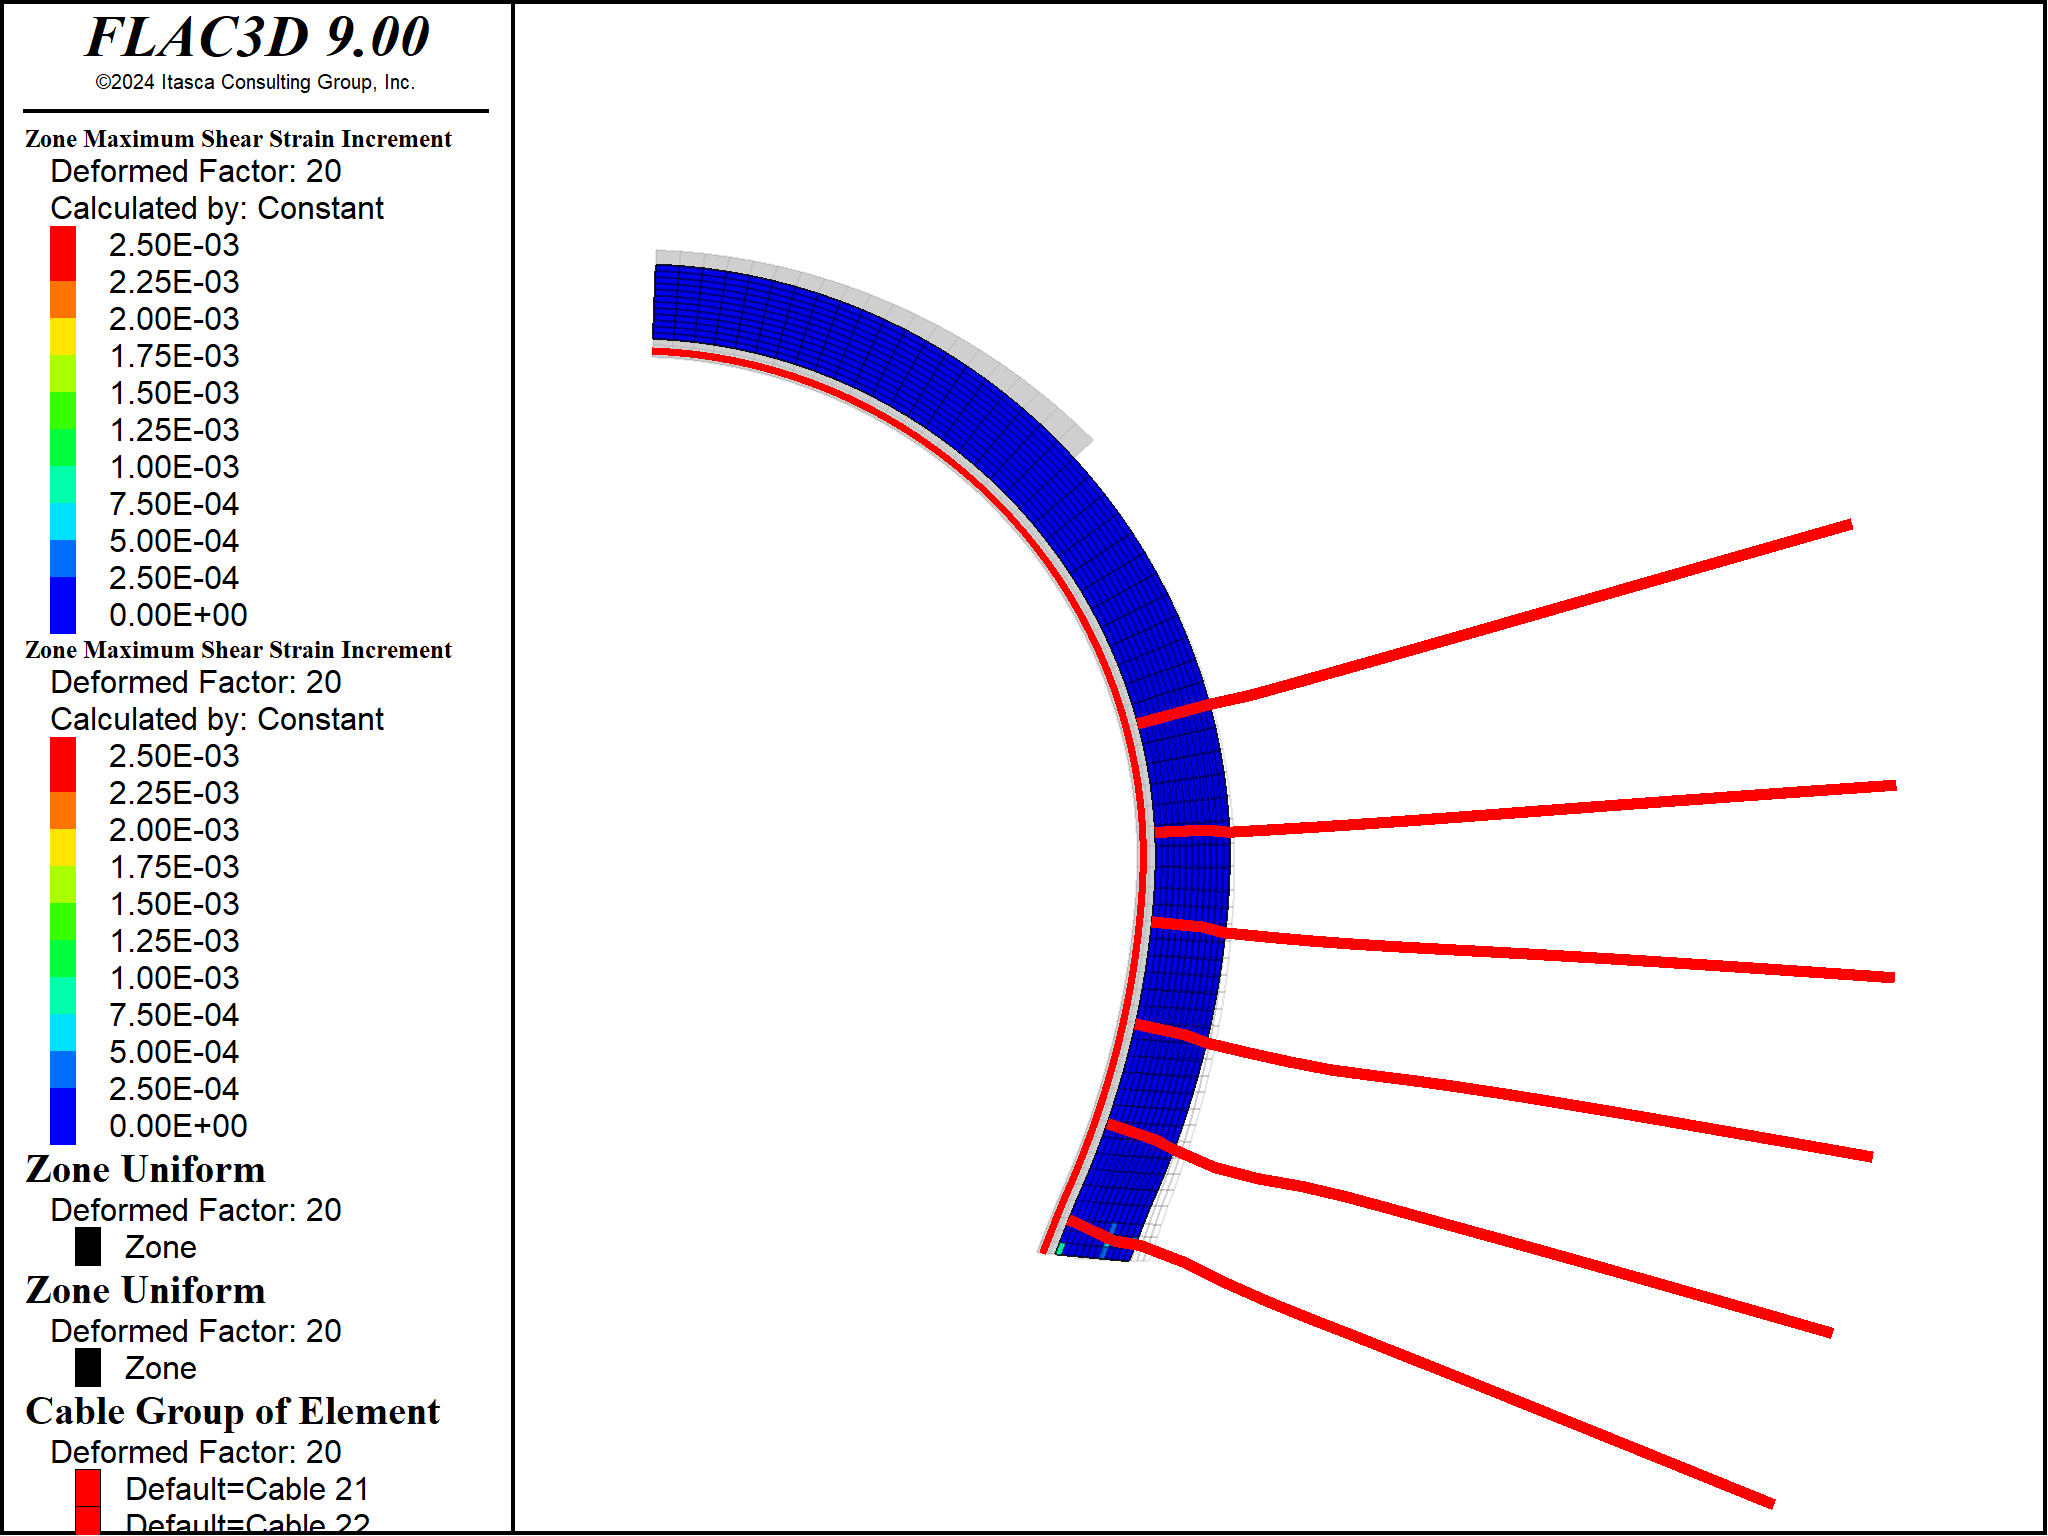 FLAC3D 9.00
©2024 Itasca Consulting Group, Inc.
Zone Maximum Shear Strain Increment
Deformed Factor: 20
Calculated by: Constant
2.50E-03
2.25E-03
2.00E-03
1.75E-03
1.50E-03
1.25E-03
1.00E-03
7.50E-04
5.00E-04
2.50E-04
0.00E+00
Zone Maximum Shear Strain Increment
Deformed Factor: 20
Calculated by: Constant
2.50E-03
2.25E-03
2.00E-03
1.75E-03
1.50E-03
1.25E-03
1.00E-03
7.50E-04
5.00E-04
2.50E-04
0.00E+00
Zone Uniform
Deformed Factor: 20
Zone
Zone Uniform
Deformed Factor: 20
Zone
Cable Group of Element
Deformed Factor: 20
Default=Cable 21
Default=Cable 22